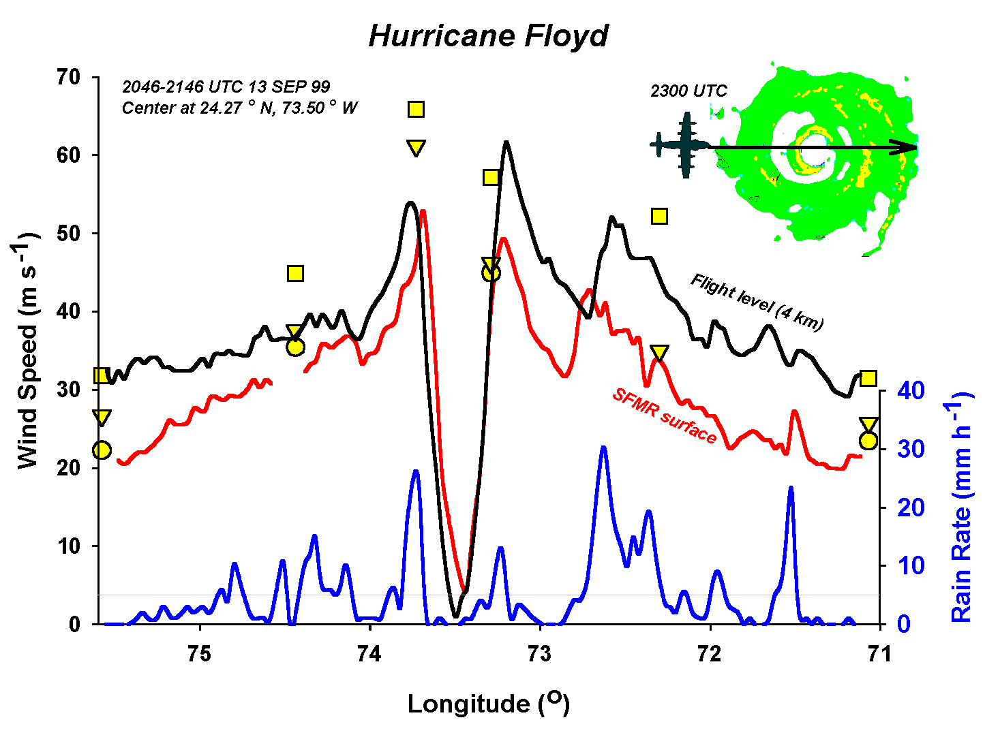 Hurricane Floyd
2046-2146 UTC 13 SEP 99
Center at 24.27 ° N, 73.50 ° W
2300 UTC
Wind Speed (m s-1)
70
60
50
40
30
20
10
0
Flight level (4 km)
SFMR surface
40
30
20
10
0
Rain Rate (mm h-1)
75
74
73
72
71
Longitude (o)